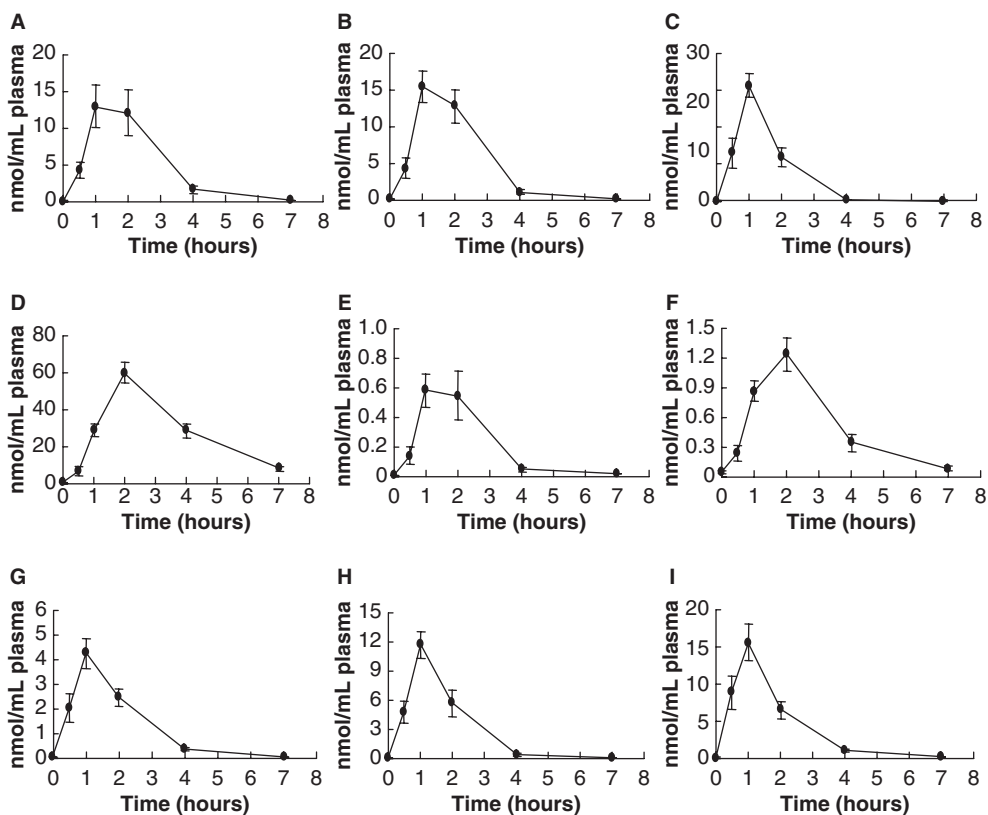 A
nmol/mL plasma
20
15
10
5
0
0 1 2 3 4 5 6 7 8
Time (hours)
B
nmol/mL plasma
20
15
10
5
0
0 1 2 3 4 5 6 7 8
Time (hours)
C
nmol/mL plasma
30
20
10
0
0 1 2 3 4 5 6 7 8
Time (hours)
D
nmol/mL plasma
80
60
40
20
0
0 1 2 3 4 5 6 7 8
Time (hours)
E
nmol/mL plasma
1.0
0.8
0.6
0.4
0.2
0
0 1 2 3 4 5 6 7 8
Time (hours)
F
nmol/mL plasma
1.5
1.2
0.9
0.6
0.3
0
0 1 2 3 4 5 6 7 8
Time (hours)
G
nmol/mL plasma
6
5
4
3
2
1
0
0 1 2 3 4 5 6 7 8
Time (hours)
H
nmol/mL plasma
15
12
9
6
3
0
0 1 2 3 4 5 6 7 8
Time (hours)
I
nmol/mL plasma
20
15
10
5
0
0 1 2 3 4 5 6 7 8
Time (hours)